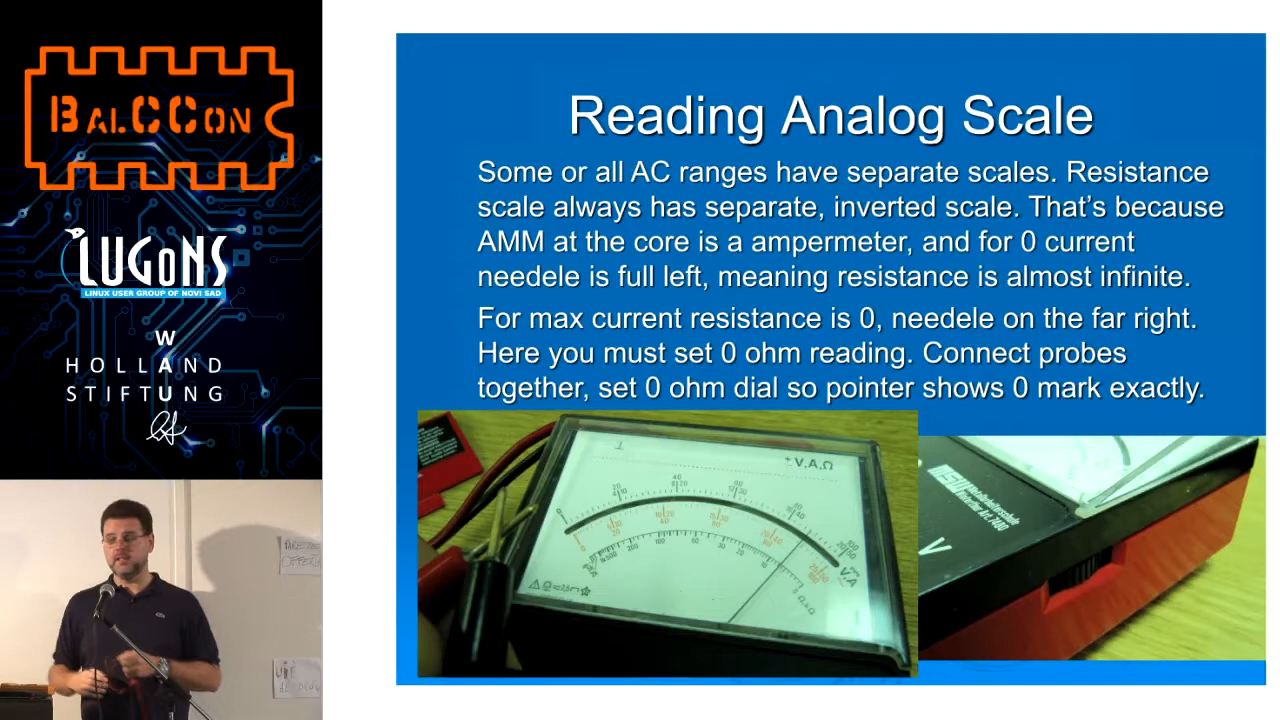 BALCCON
LUGoNS
LINUX USER GROUP OF NOVI SAD
WAU
HOLLAND
STIFTUNG
Reading Analog Scale
Some or all AC ranges have separate scales. Resistance
scale always has separate, inverted scale. That's because
AMM at the core is a ampermeter, and for 0 current
needele is full left, meaning resistance is almost infinite.
For max current resistance is 0, needele on the far right.
Here you must set 0 ohm reading. Connect probes
together, set 0 ohm dial so pointer shows 0 mark exactly.
V.A.Ω
V